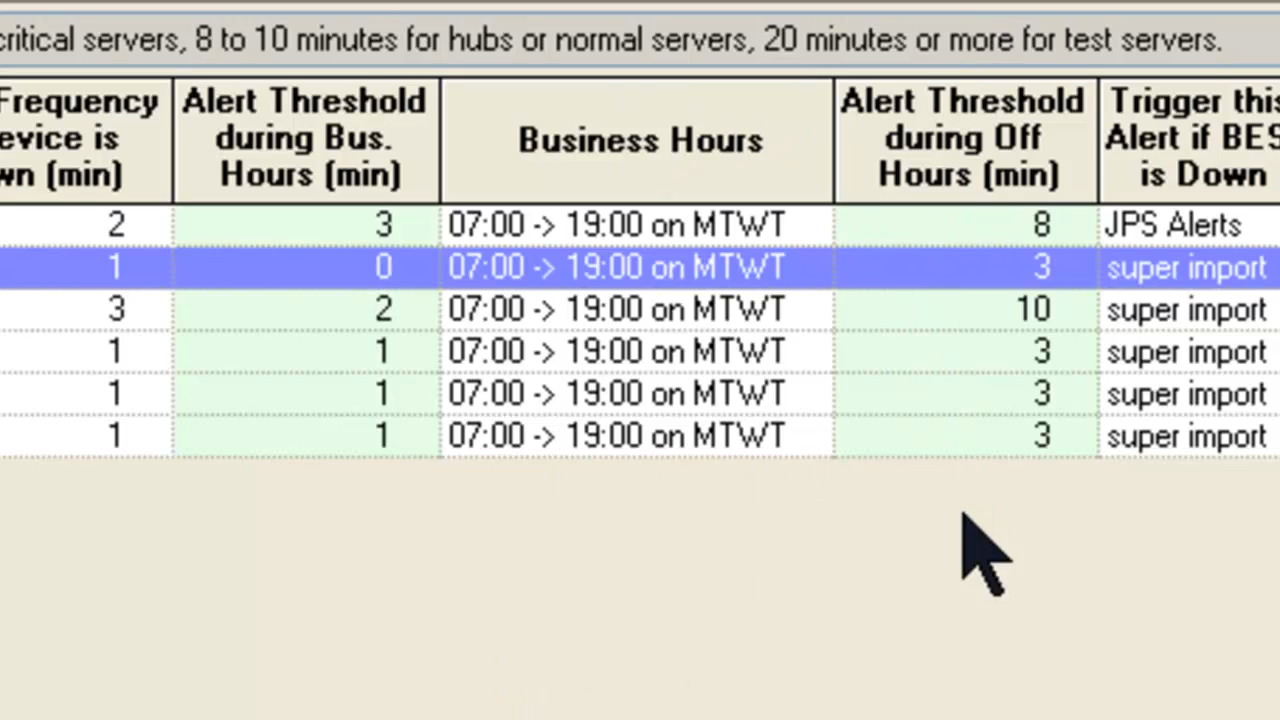 critical servers, 8 to 10 minutes for hubs or normal servers, 20 minutes or more for test servers.
Frequency Alert Threshold Business Hours Alert Threshold Trigger this
evice is during Bus. during Off Alert if BES
wn (min) Hours (min) Hours (min) is Down
2 3 07:00 -> 19:00 on MTWT 8 JPS Alerts
1 0 07:00 -> 19:00 on MTWT 3 super import
3 2 07:00 -> 19:00 on MTWT 10 super import
1 1 07:00 -> 19:00 on MTWT 3 super import
1 1 07:00 -> 19:00 on MTWT 3 super import
1 1 07:00 -> 19:00 on MTWT 3 super import